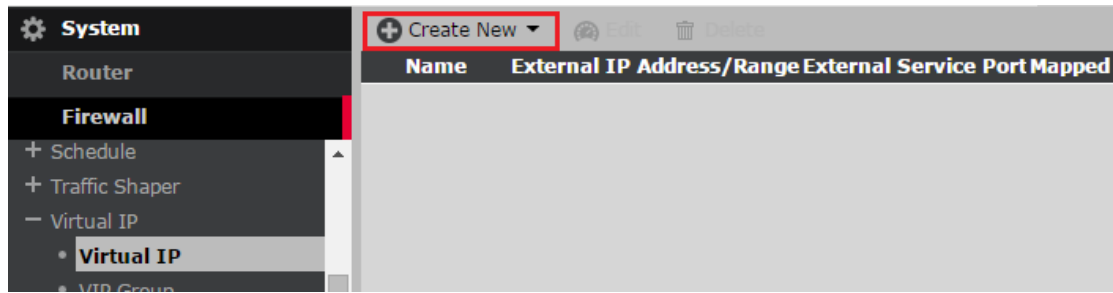 System
Router
Firewall
+ Schedule
+ Traffic Shaper
− Virtual IP
• Virtual IP
• VIP Group
Create New Edit Delete
Name External IP Address/Range External Service Port Mapped